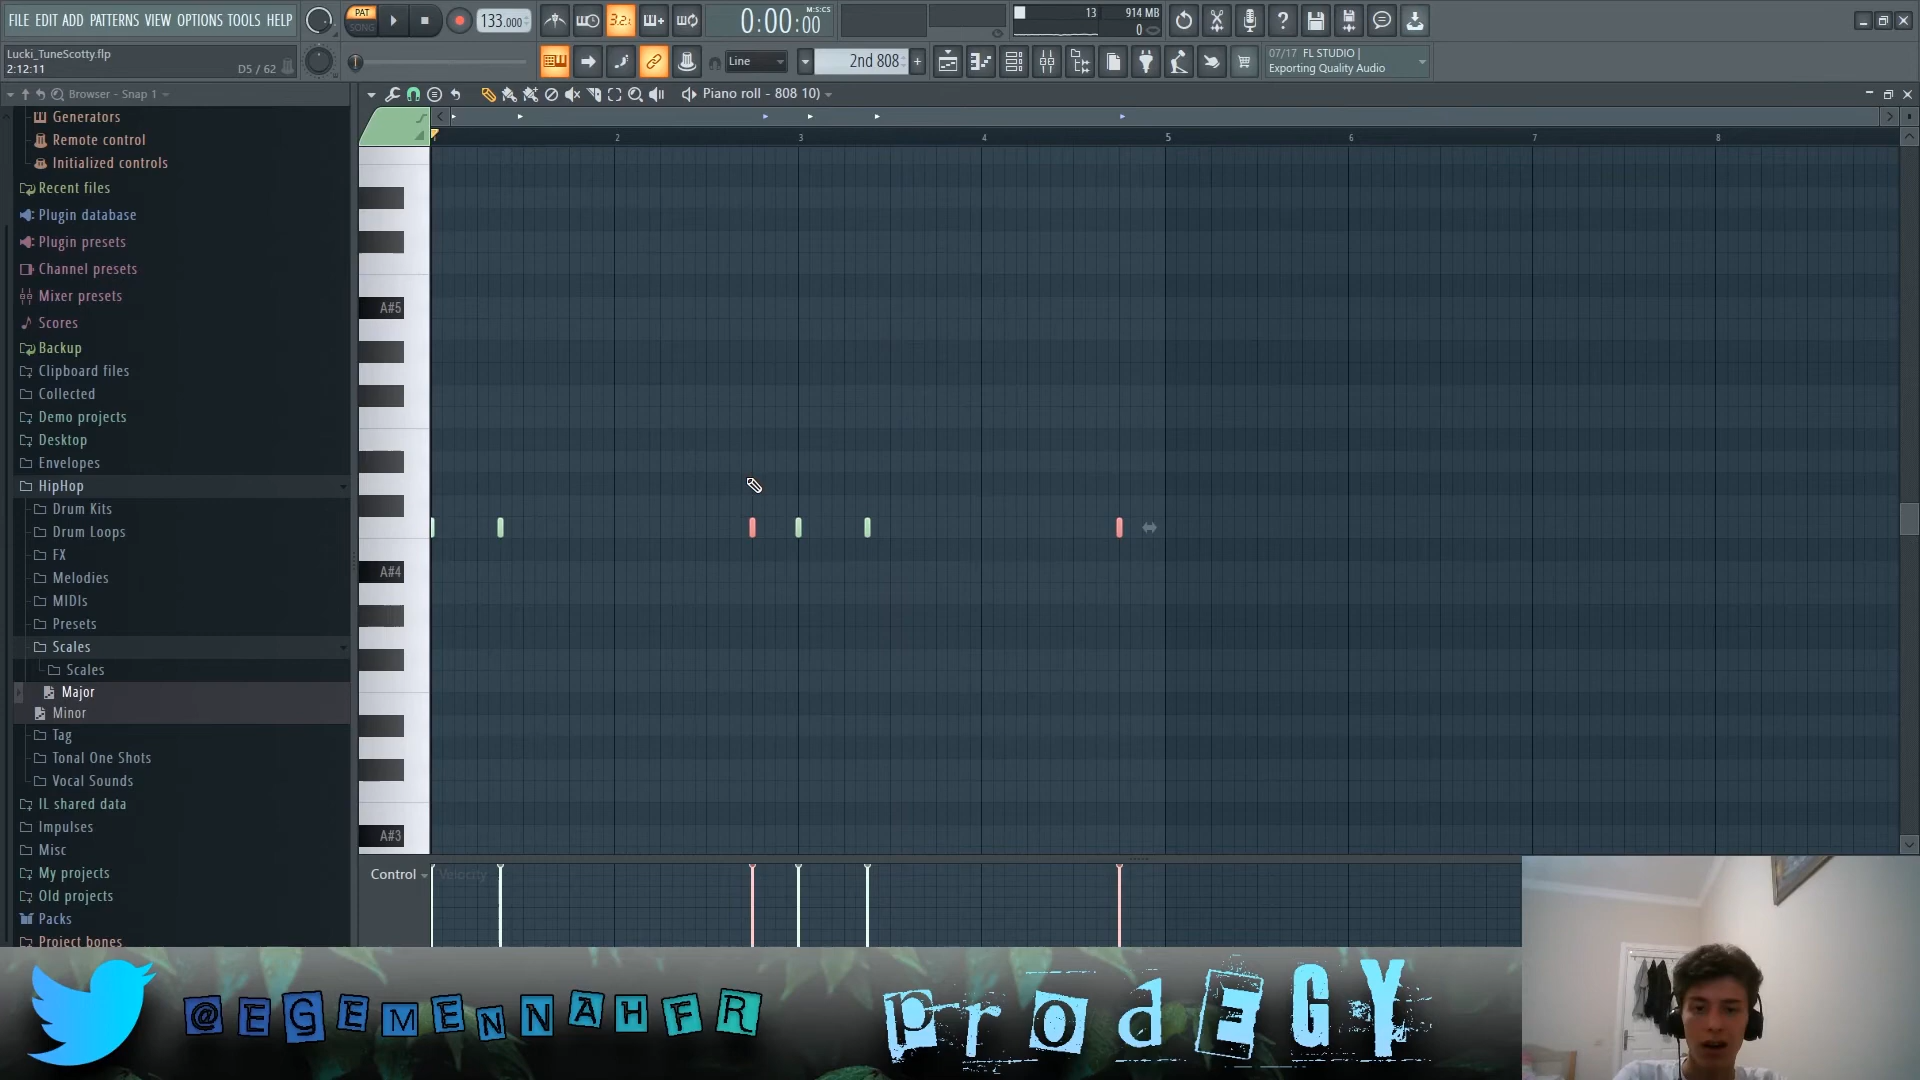 FILE EDIT ADD PATTERNS VIEW OPTIONS TOOLS HELP
PAT
SONG
133.000
3.2.
0:00:00
M:S:CS
13
914 MB
0
Lucki_TuneScotty.flp
2:12:11
D5 / 62
Line
2nd 808
07/17 FL STUDIO |
Exporting Quality Audio
Browser - Snap 1
Piano roll - 808 10)
Generators
Remote control
Initialized controls
Recent files
Plugin database
Plugin presets
Channel presets
Mixer presets
Scores
Backup
Clipboard files
Collected
Demo projects
Desktop
Envelopes
HipHop
Drum Kits
Drum Loops
FX
Melodies
MIDIs
Presets
Scales
Scales
Major
Minor
Tag
Tonal One Shots
Vocal Sounds
IL shared data
Impulses
Misc
My projects
Old projects
Packs
Project bones
2
3
4
5
6
7
8
A#5
A#4
A#3
Control
Velocity
@EGEMENNAHFR
prodEGY